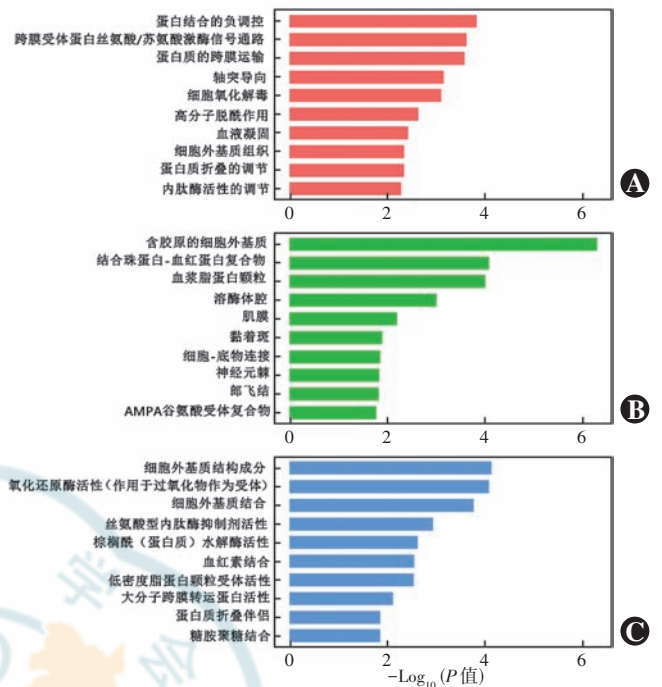 蛋白结合的负调控
跨膜受体蛋白丝氨酸/苏氨酸激酶信号通路
蛋白质的跨膜运输
轴突导向
细胞氧化解毒
高分子脱酰作用
血液凝固
细胞外基质组织
蛋白质折叠的调节
内肽酶活性的调节
0 2 4 6
A
含胶原的细胞外基质
结合珠蛋白-血红蛋白复合物
血浆脂蛋白颗粒
溶酶体腔
肌膜
黏着斑
细胞-底物连接
神经元棘
郎飞结
AMPA谷氨酸受体复合物
0 2 4 6
B
细胞外基质结构成分
氧化还原酶活性（作用于过氧化物作为受体）
细胞外基质结合
丝氨酸型内肽酶抑制剂活性
棕榈酰（蛋白质）水解酶活性
血红素结合
低密度脂蛋白颗粒受体活性
大分子跨膜转运蛋白活性
蛋白质折叠伴侣
糖胺聚糖结合
0 2 4 6
C
−Log10 (P 值)
学会